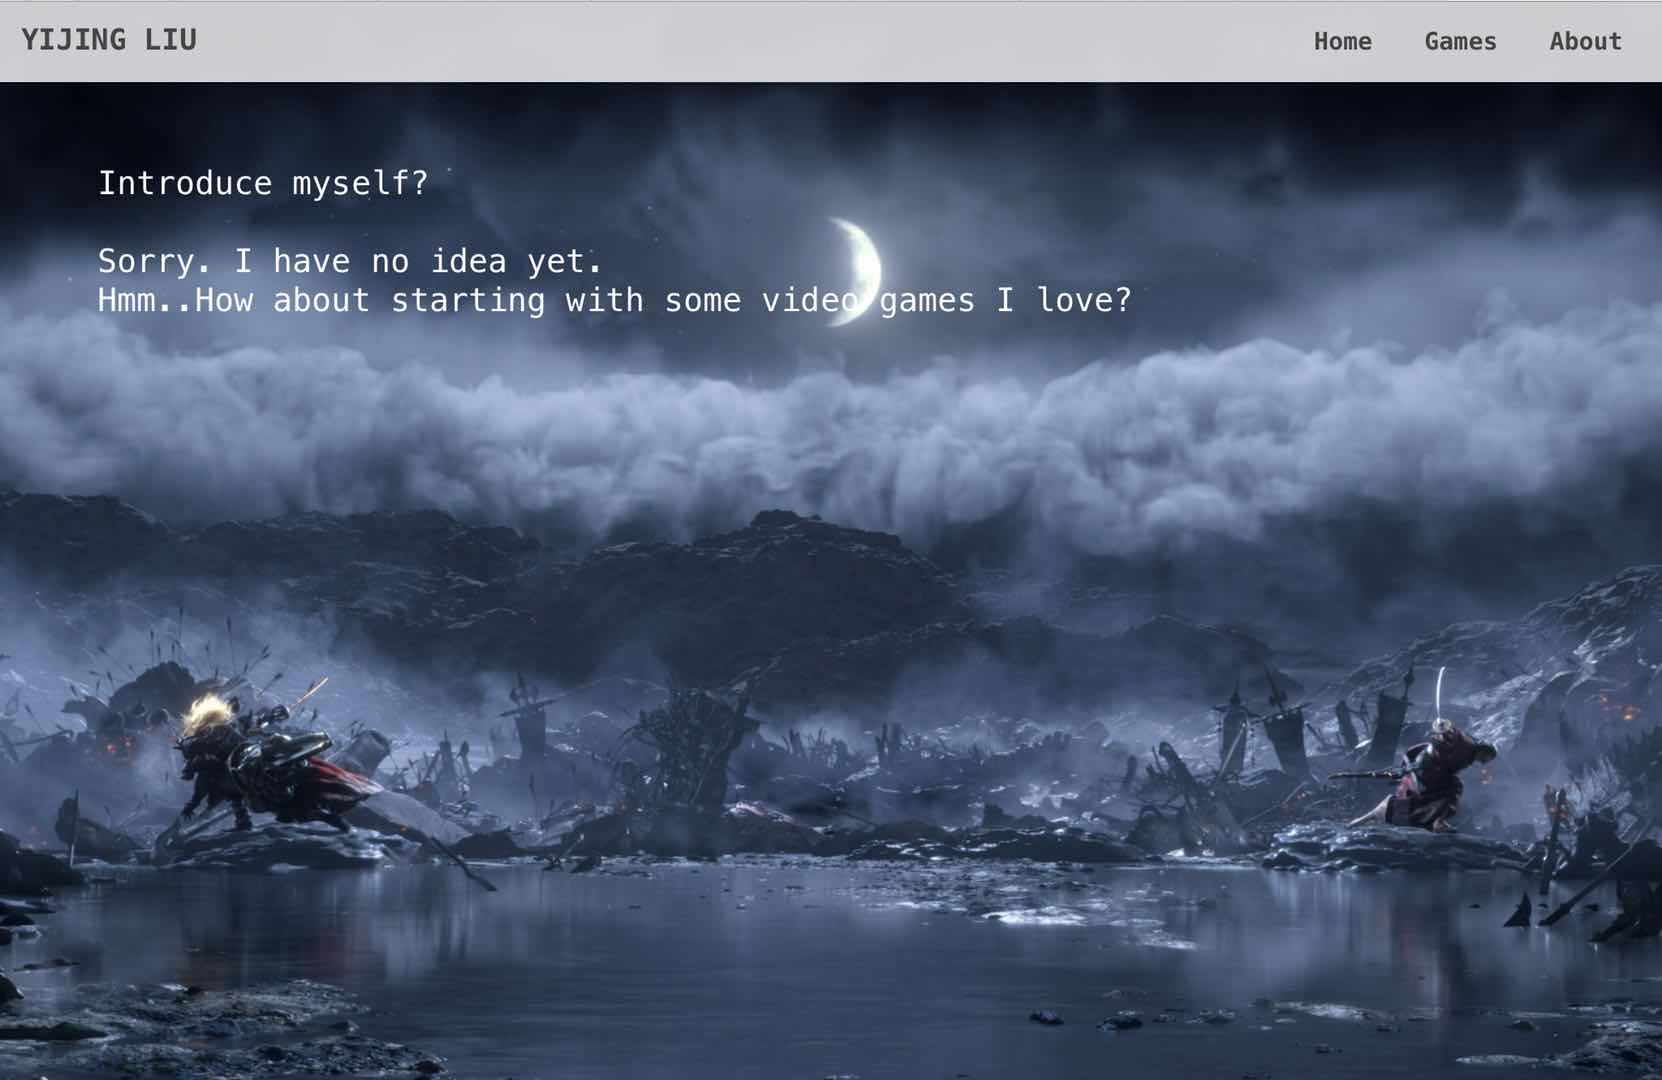 YIJING LIU
Home Games About
Introduce myself?
Sorry. I have no idea yet.
Hmm..How about starting with some video games I love?